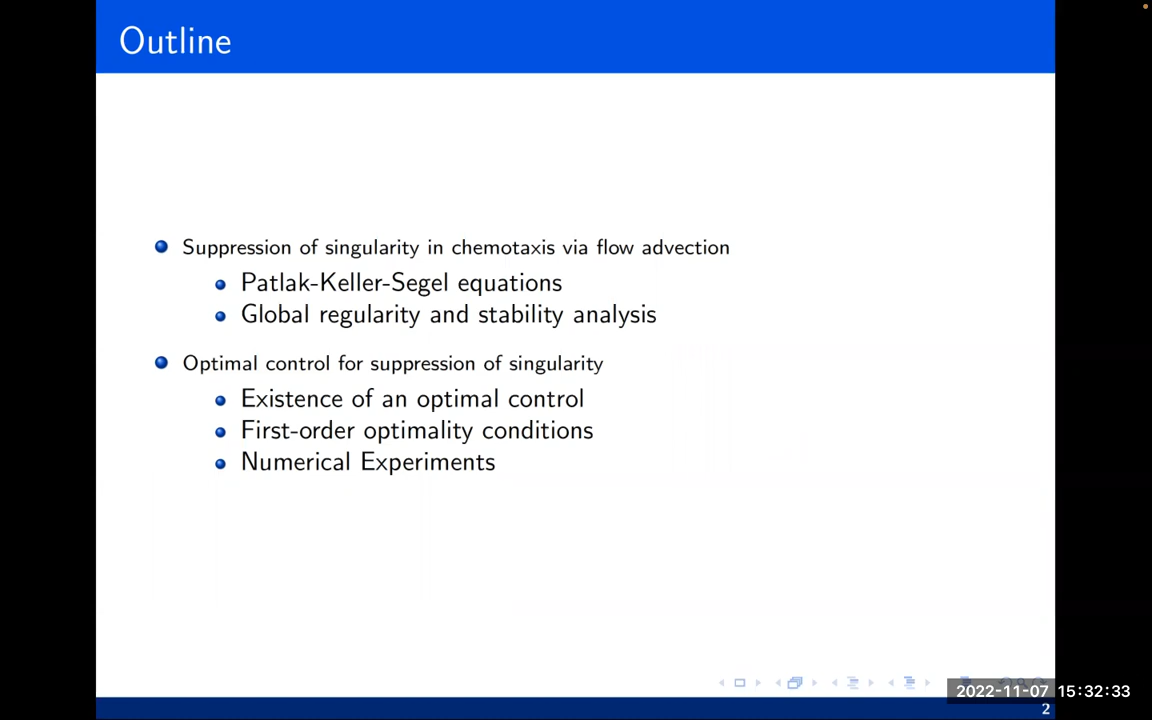 Outline
Suppression of singularity in chemotaxis via flow advection
Patlak-Keller-Segel equations
Global regularity and stability analysis
Optimal control for suppression of singularity
Existence of an optimal control
First-order optimality conditions
Numerical Experiments
2022-11-07 15:32:33
2